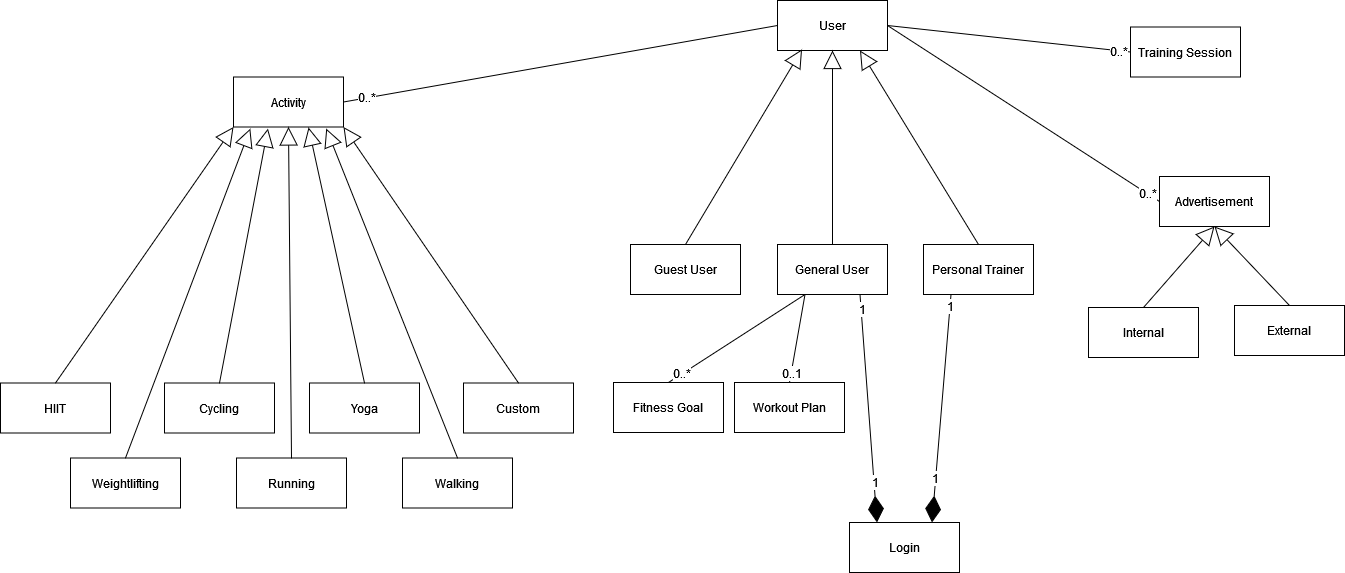 User
0..*
Training Session
Activity
0..*
0..*
Advertisement
Guest User
General User
Personal Trainer
1
1
Internal
External
0..*
0..1
HIIT
Cycling
Yoga
Custom
Fitness Goal
Workout Plan
Weightlifting
Running
Walking
1
1
Login